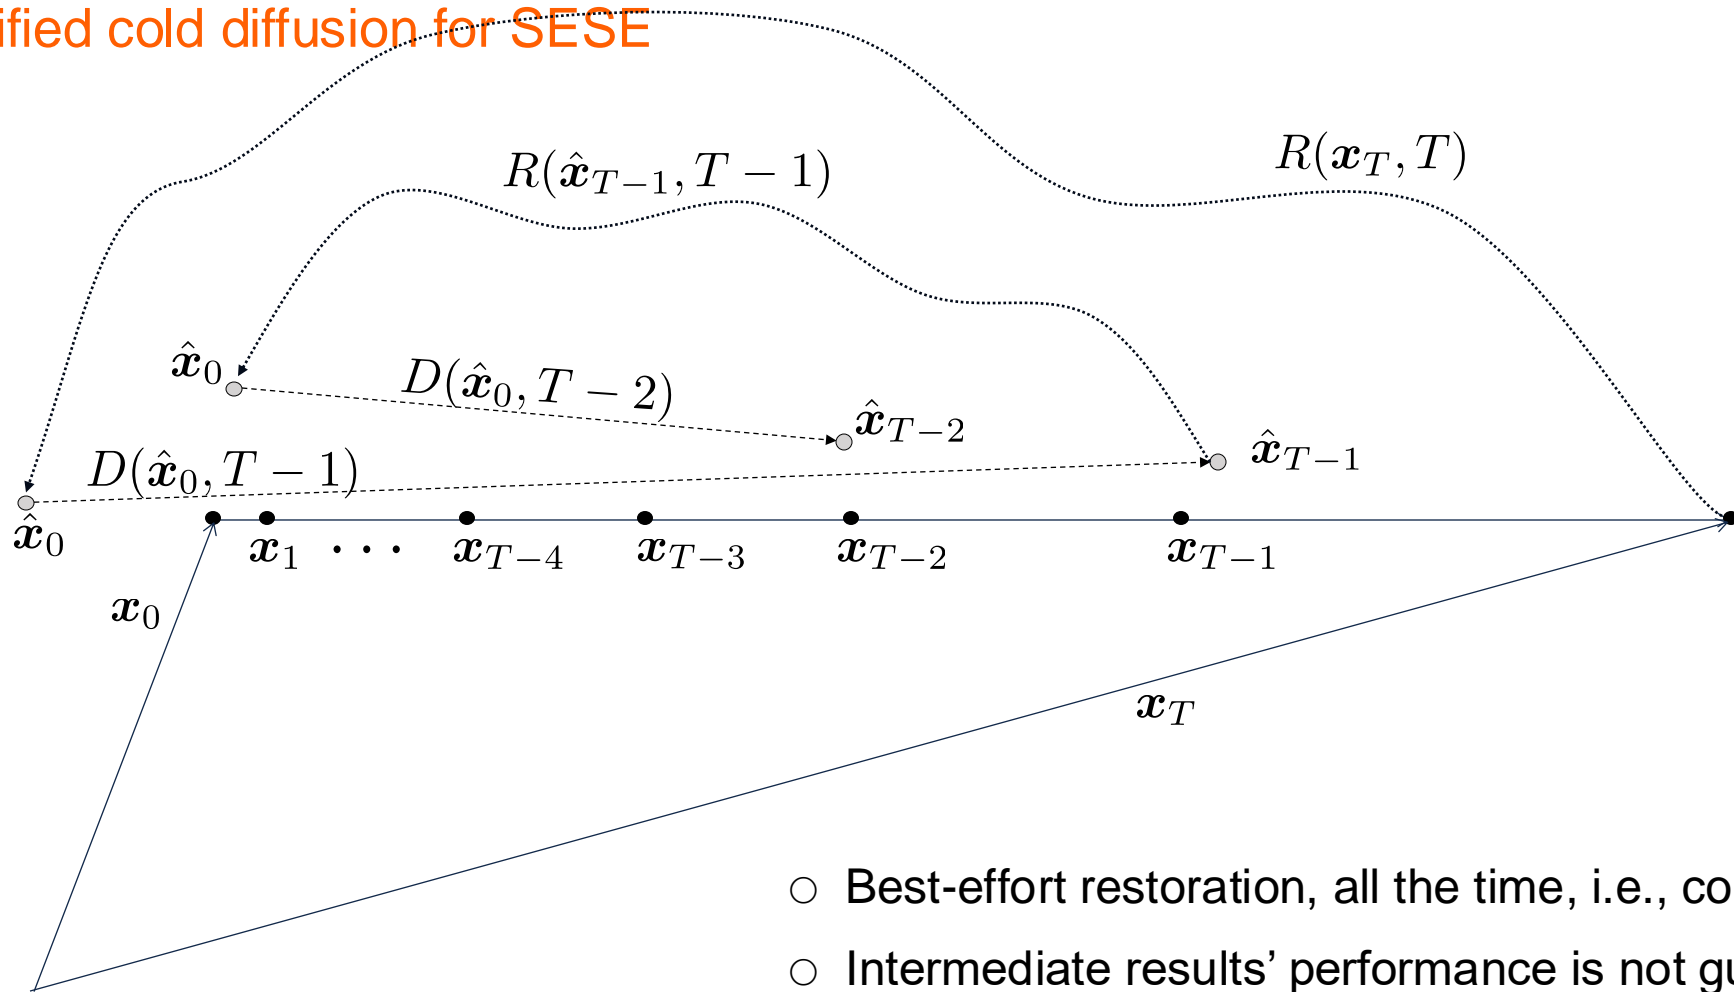 ified cold diffusion for SESE
R(x_T, T)
R(x̂_{T−1}, T − 1)
x̂_0
D(x̂_0, T − 2)
x̂_{T−2}
x̂_{T−1}
D(x̂_0, T − 1)
x̂_0
x_1 · · · x_{T−4} x_{T−3} x_{T−2} x_{T−1}
x_0
x_T
○ Best-effort restoration, all the time, i.e., co
○ Intermediate results’ performance is not gu